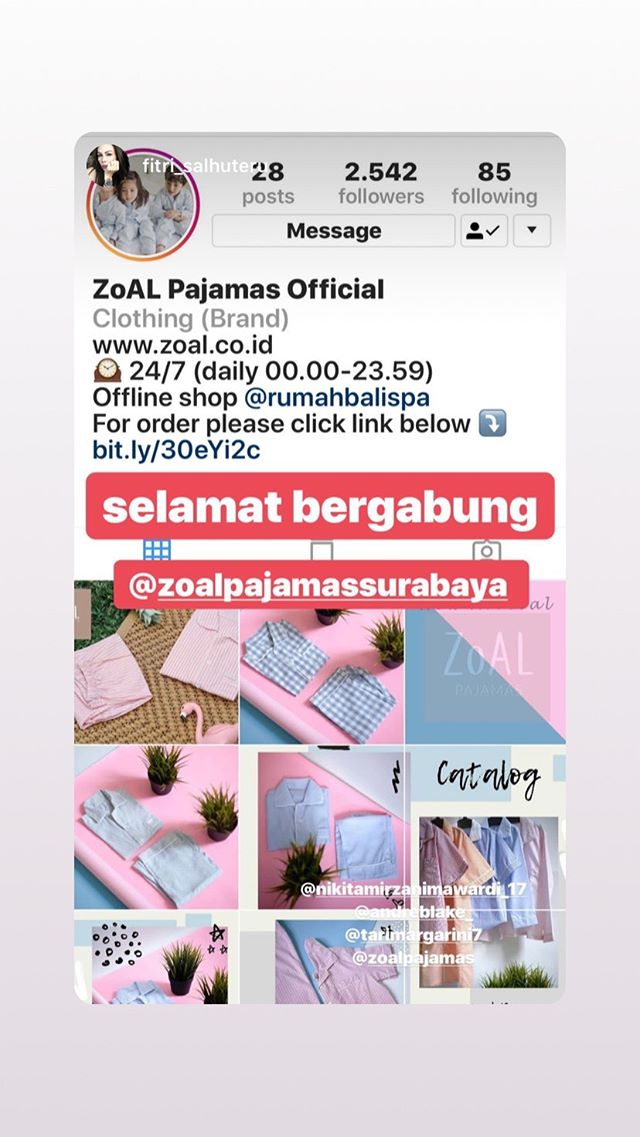 fitri_salhuteru
28 2.542 85
posts followers following
Message
ZoAL Pajamas Official
Clothing (Brand)
www.zoal.co.id
🕰️ 24/7 (daily 00.00-23.59)
Offline shop @rumahbalispa
For order please click link below ⤵️
bit.ly/30eYi2c
selamat bergabung
@zoalpajamassurabaya
ZoAL
PAJAMAS
Catalog
@nikitamirzanimawardi_17
@andreblake_
@tarimargarini7
@zoalpajamas